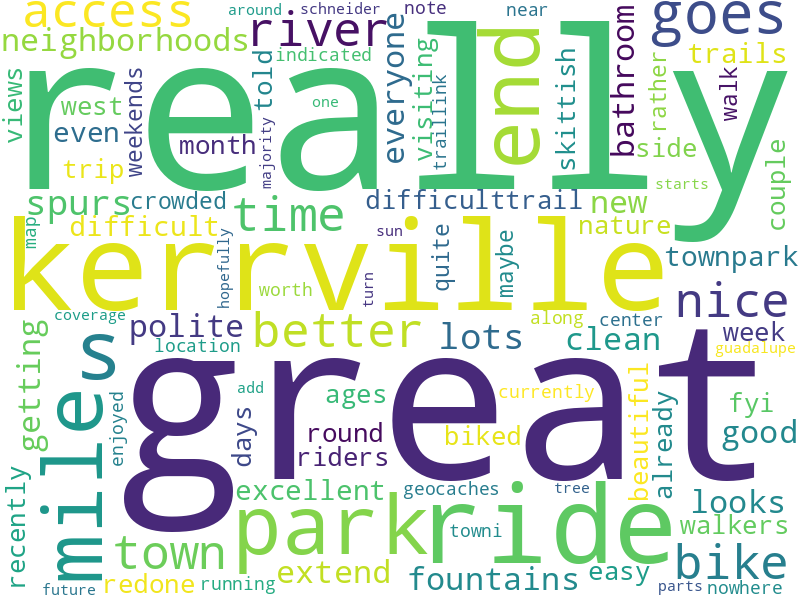 around
schneider
note
near
access
river
goes
neighborhoods
indicated
everyone
visiting
traillink
end
skittish
bathroom
rather
walk
trails
views
really
told
west
weekends
one
even
month
majority
side
couple
trip
starts
spurs
crowded
difficulttrail
new
time
difficult
nature
map
kerrville
hopefully
sun
quite
maybe
townpark
worth
turn
nice
coverage
polite
better
lots
along
center
clean
week
location
guadalupe
getting
miles
great
enjoyed
add
ages
currently
beautiful
already
fyi
days
round
biked
good
riders
recently
excellent
geocaches
tree
park
ride
looks
towni
walkers
town
bike
extend
fountains
easy
future
redone
running
parts
nowhere